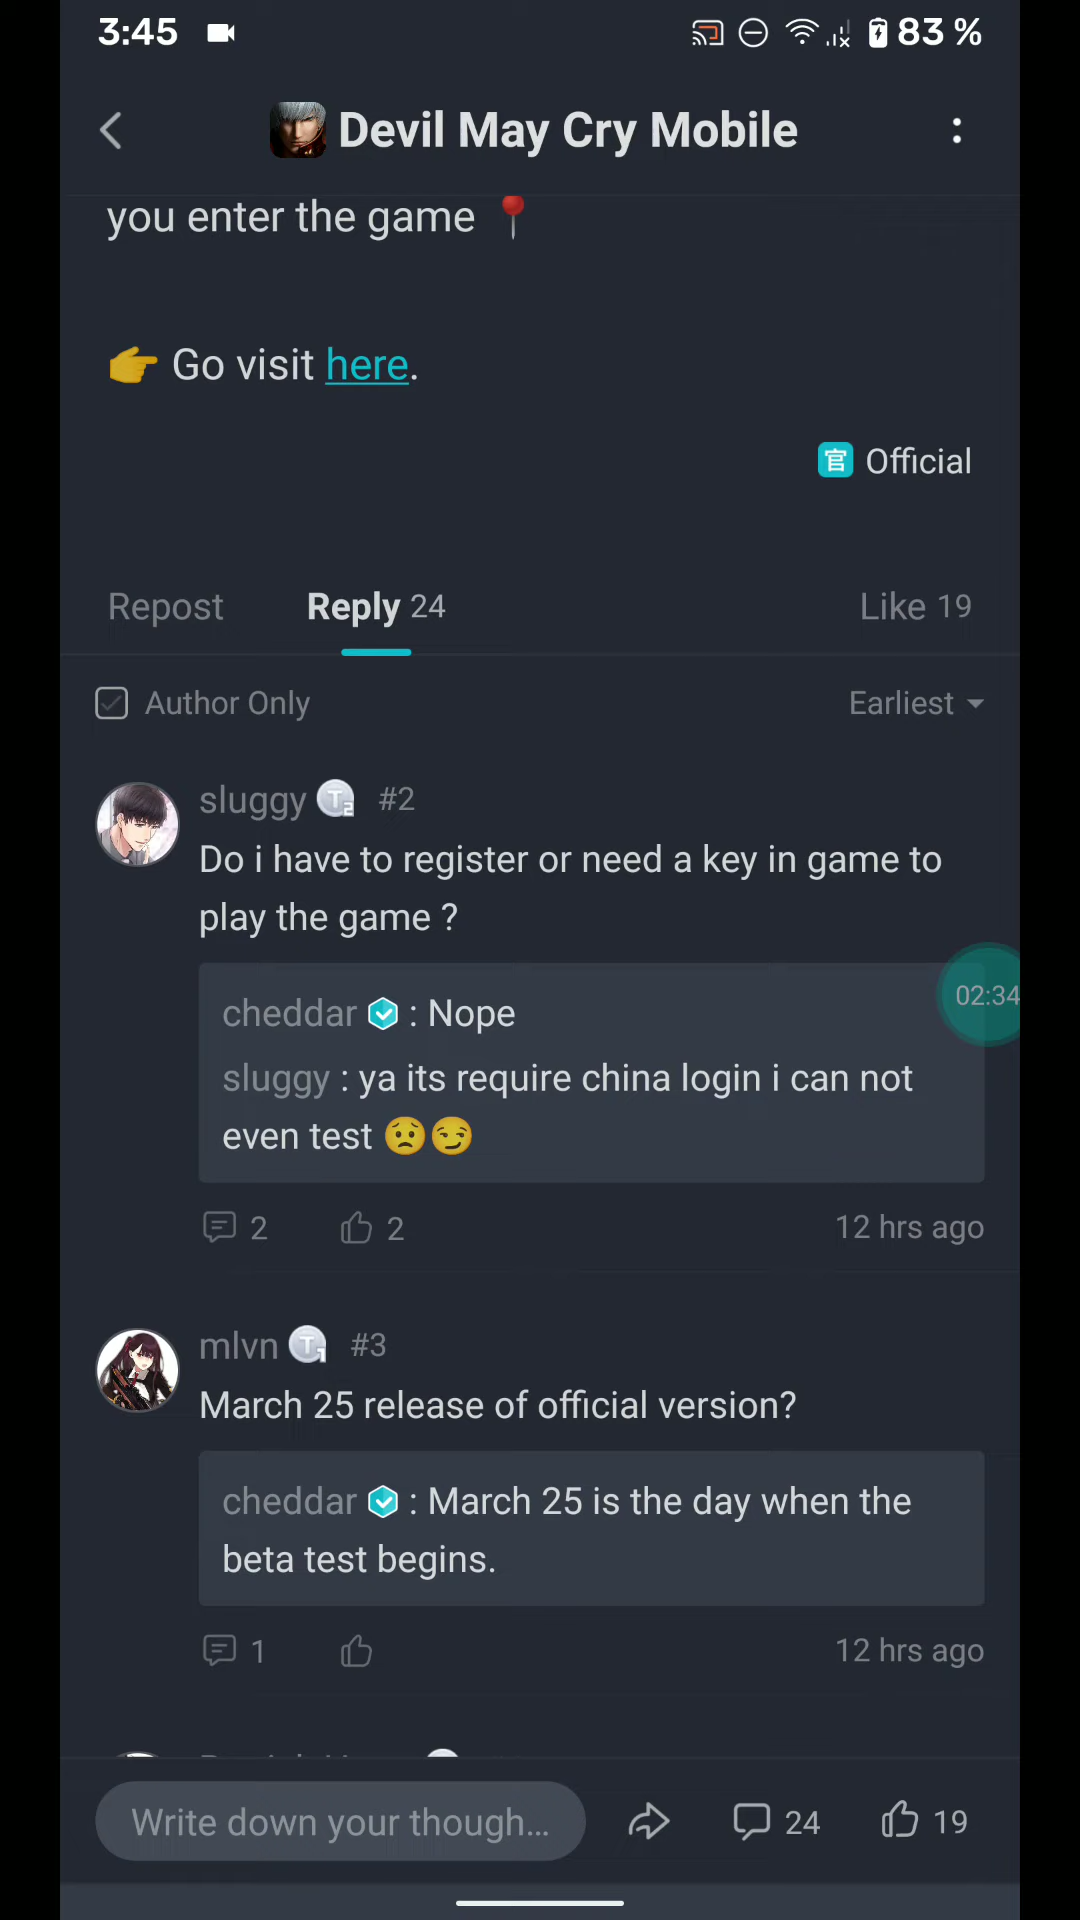 3:45
83 %
Devil May Cry Mobile
you enter the game 📍
👉 Go visit here.
官 Official
Repost
Reply 24
Like 19
Author Only
Earliest
sluggy T2 #2
Do i have to register or need a key in game to
play the game ?
cheddar : Nope
sluggy : ya its require china login i can not
even test 😟😏
02:34
2
2
12 hrs ago
mlvn T1 #3
March 25 release of official version?
cheddar : March 25 is the day when the
beta test begins.
1
12 hrs ago
Write down your though...
24
19